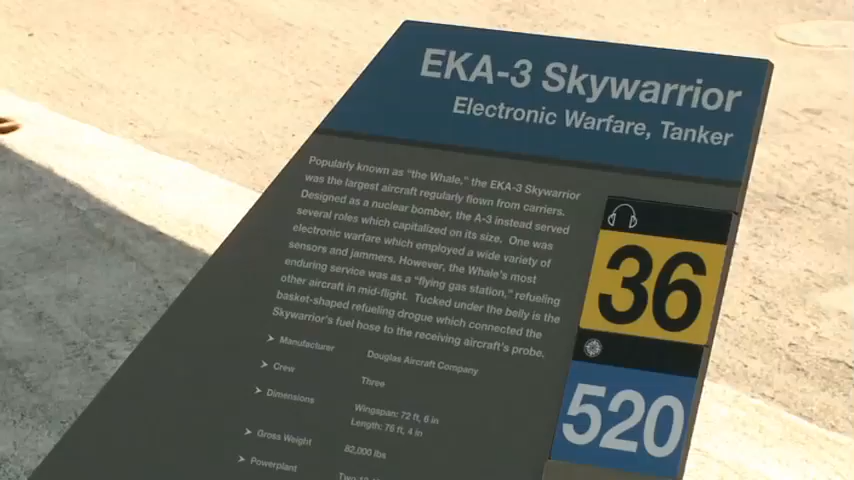 EKA-3 Skywarrior
Electronic Warfare, Tanker
Popularly known as "the Whale," the EKA-3 Skywarrior
was the largest aircraft regularly flown from carriers.
Designed as a nuclear bomber, the A-3 instead served
several roles which capitalized on its size. One was
electronic warfare which employed a wide variety of
sensors and jammers. However, the Whale's most
enduring service was as a "flying gas station," refueling
other aircraft in mid-flight. Tucked under the belly is the
basket-shaped refueling drogue which connected the
Skywarrior's fuel hose to the receiving aircraft's probe.
Manufacturer Douglas Aircraft Company
Crew Three
Dimensions Wingspan: 72 ft, 6 in
Length: 76 ft, 4 in
Gross Weight 82,000 lbs
Powerplant Two
36
520